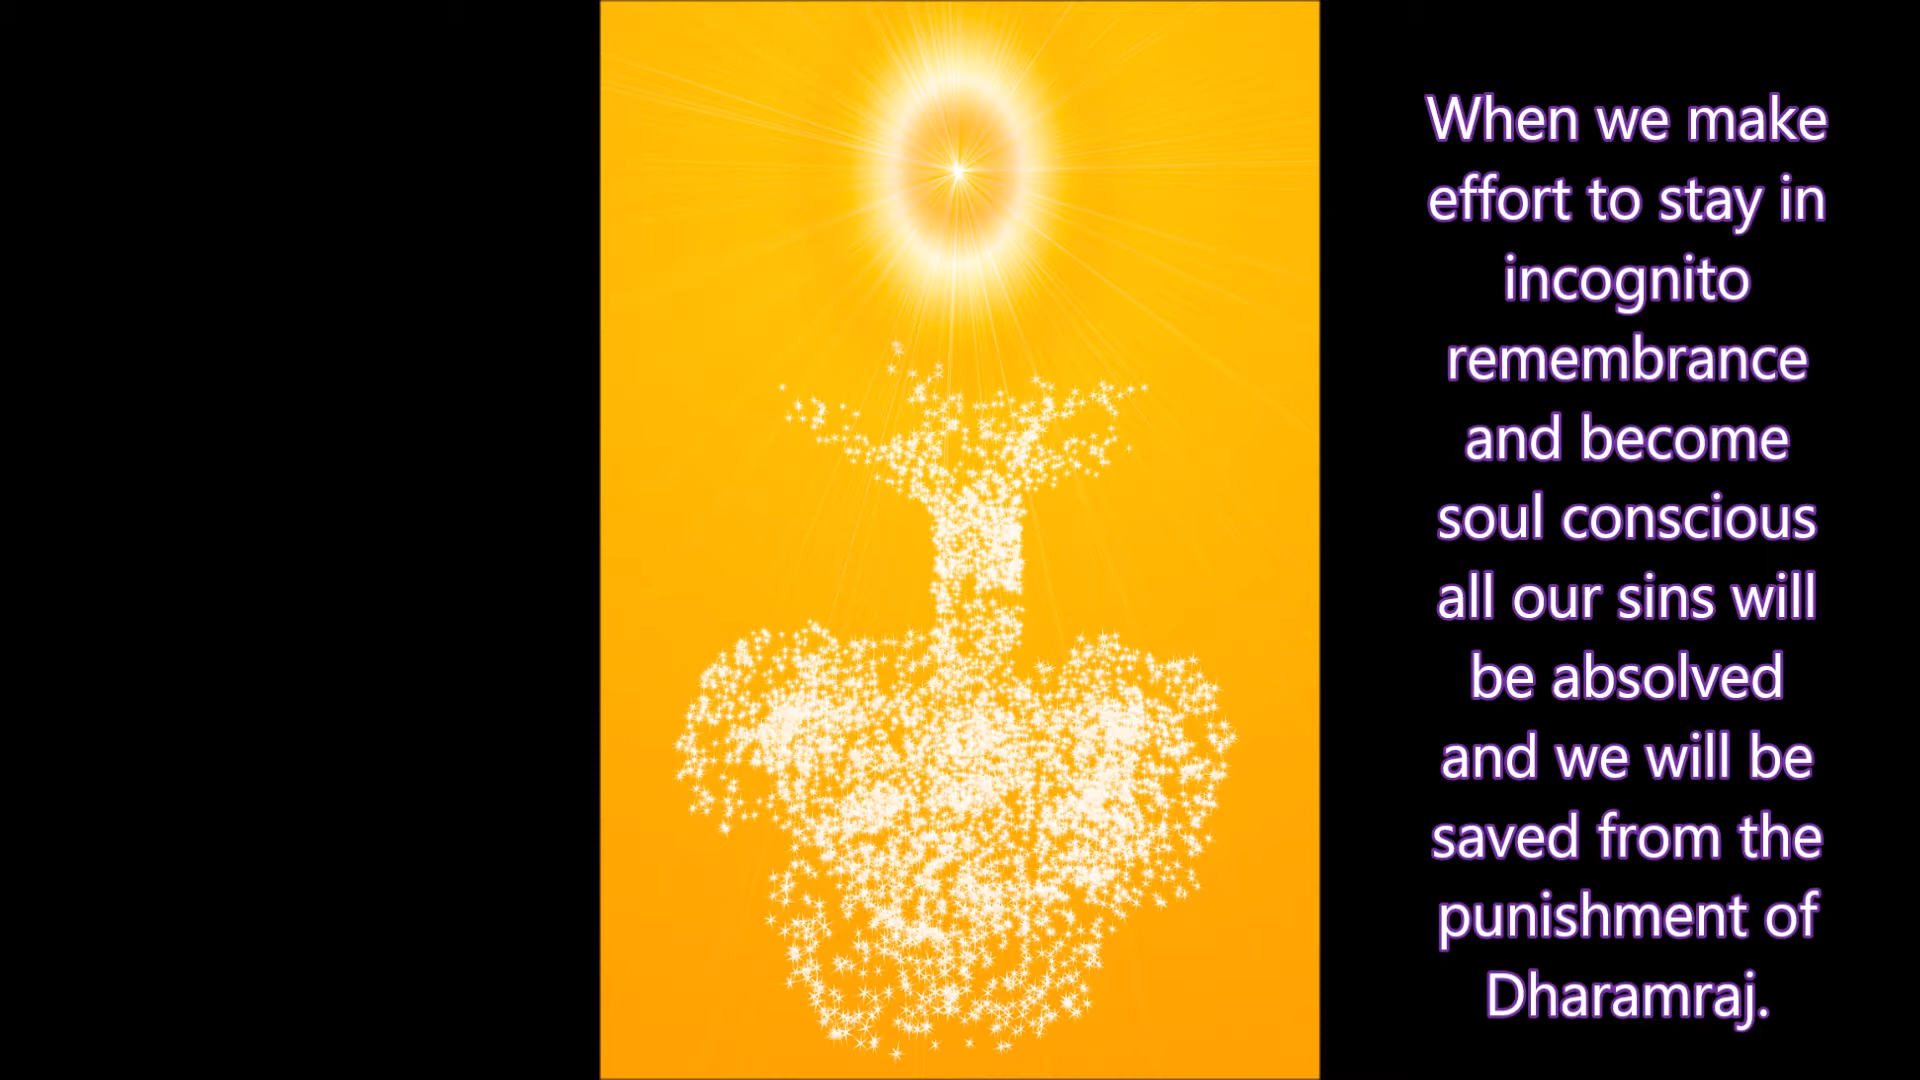 When we make
effort to stay in
incognito
remembrance
and become
soul conscious
all our sins will
be absolved
and we will be
saved from the
punishment of
Dharamraj.